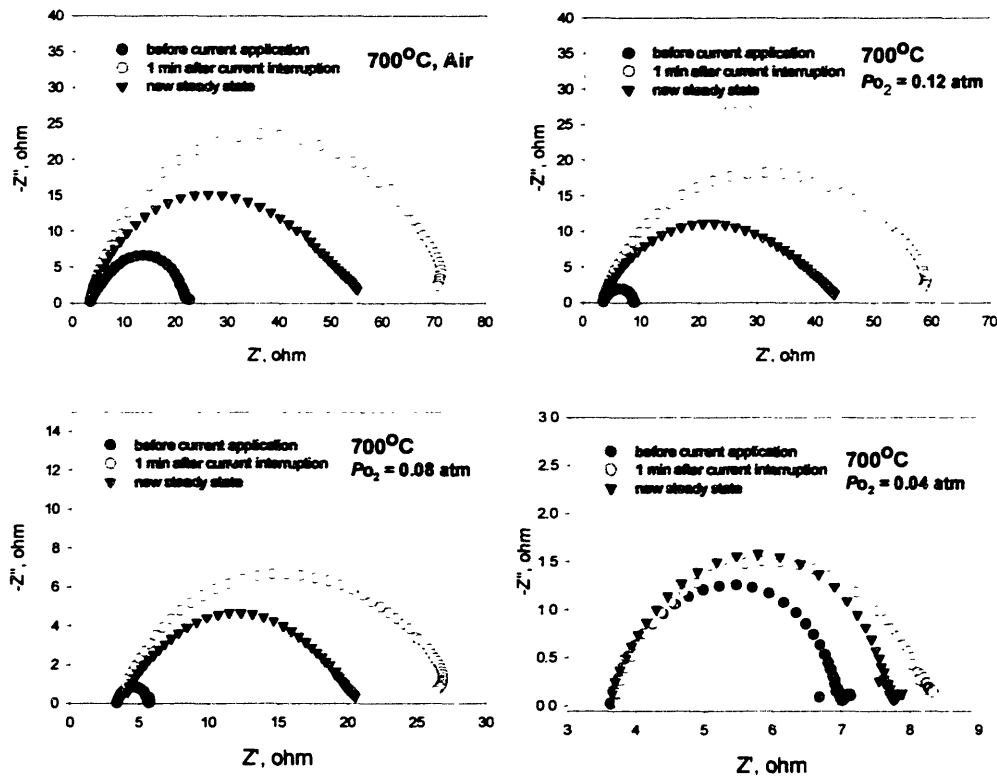 40
35
30
25
20
15
10
5
0
-Z", ohm
before current application
1 min after current interruption
new steady state
700°C, Air
0 10 20 30 40 50 60 70 80
Z', ohm
40
35
30
25
20
15
10
5
0
-Z", ohm
before current application
1 min after current interruption
new steady state
700°C
Po₂ = 0.12 atm
0 10 20 30 40 50 60 70
Z', ohm
14
12
10
8
6
4
2
0
-Z", ohm
before current application
1 min after current interruption
new steady state
700°C
Po₂ = 0.08 atm
0 10 20 30
Z', ohm
3.0
2.5
2.0
1.5
1.0
0.5
0.0
-Z", ohm
before current application
1 min after current interruption
new steady state
700°C
Po₂ = 0.04 atm
3 4 5 6 7 8 9
Z', ohm